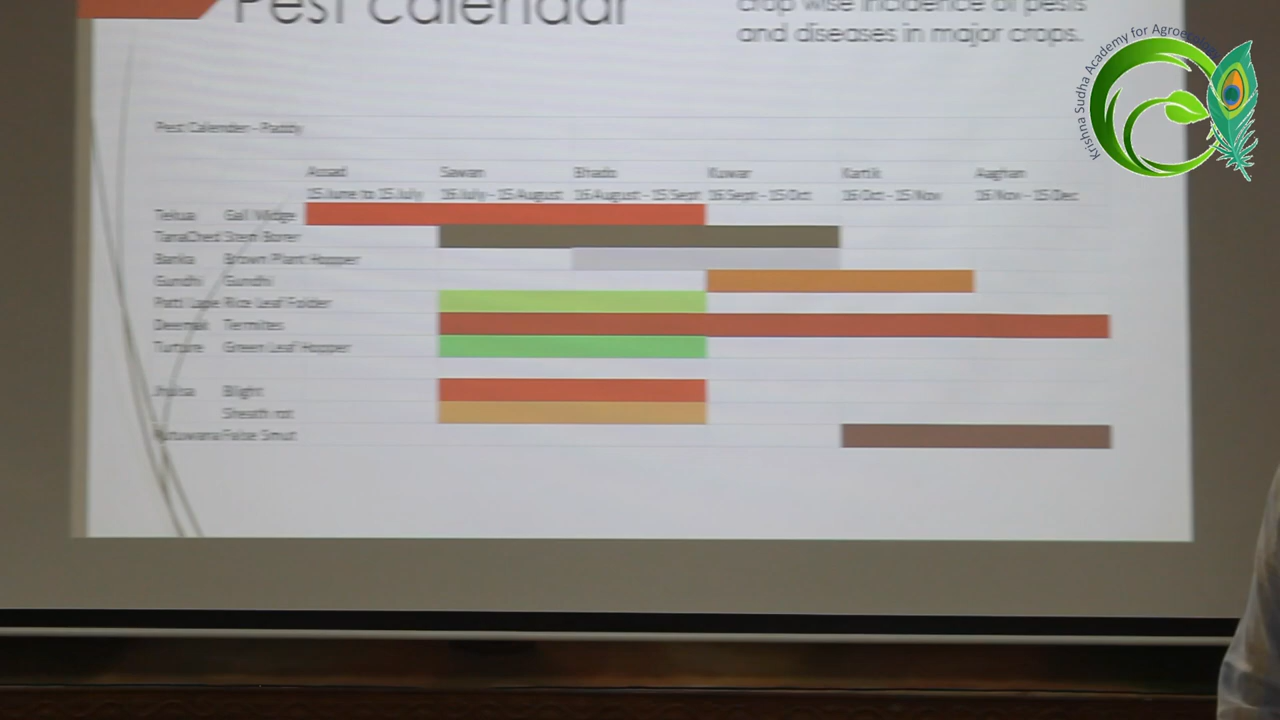 Pest calendar
crop wise incidence of pests
and diseases in major crops.
Krishna Sudha Academy for
Pest Calender - Paddy
Assad Sawan Bhado Kuwar Kartik Aaghan
15 June to 15 July 16 July - 15 August 16 August - 15 Sept 16 Sept - 15 Oct 16 Oct - 15 Nov 16 Nov - 15 Dec
Gall Midge
Stem Borer
Banka Brown Plant Hopper
Gundhi Gundhi
Rice Leaf Folder
Deemak Termites
Green Leaf Hopper
Blight
Sheath rot
False Smut